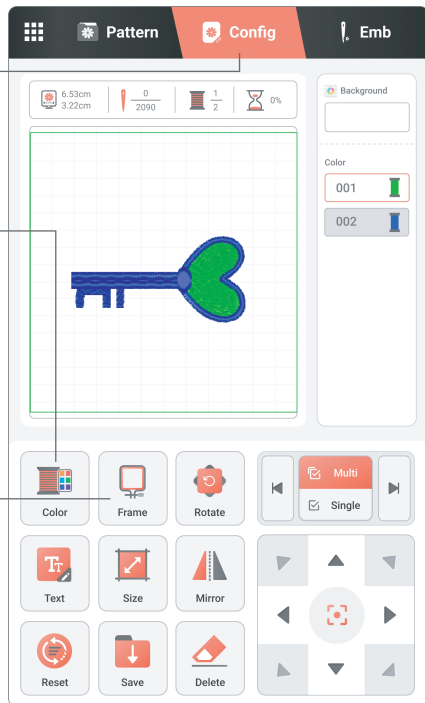 Pattern
Config
Emb
6.53cm
3.22cm
0
2090
1
2
0%
Background
Color
001
002
Color
Frame
Rotate
Multi
Single
Text
Size
Mirror
Reset
Save
Delete